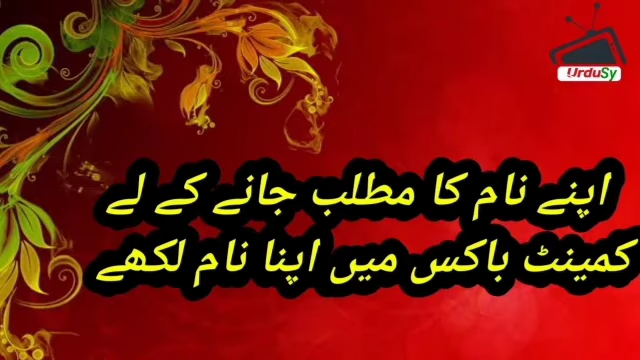 UrduSy
اپنے نام کا مطلب جانے کے لے
کمینٹ باکس میں اپنا نام لکھے